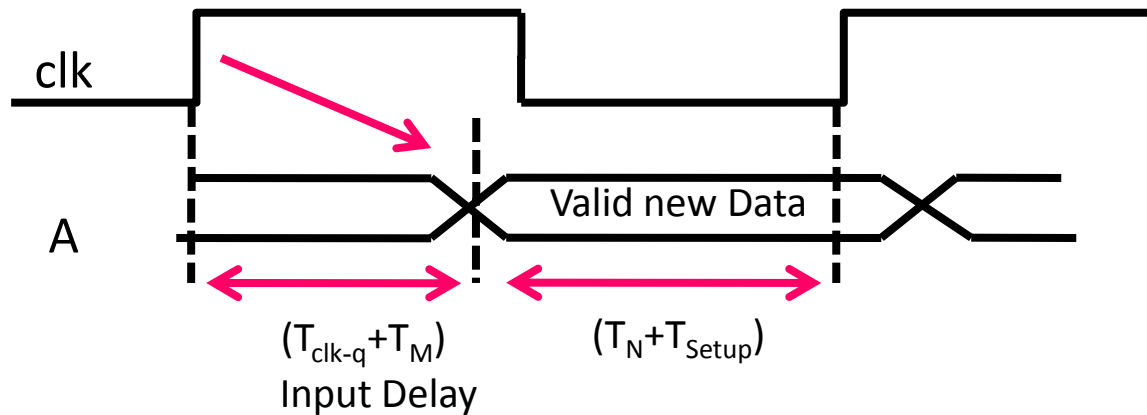 clk
Valid new Data
A
(Tclk-q+TM)
(TN+TSetup)
Input Delay